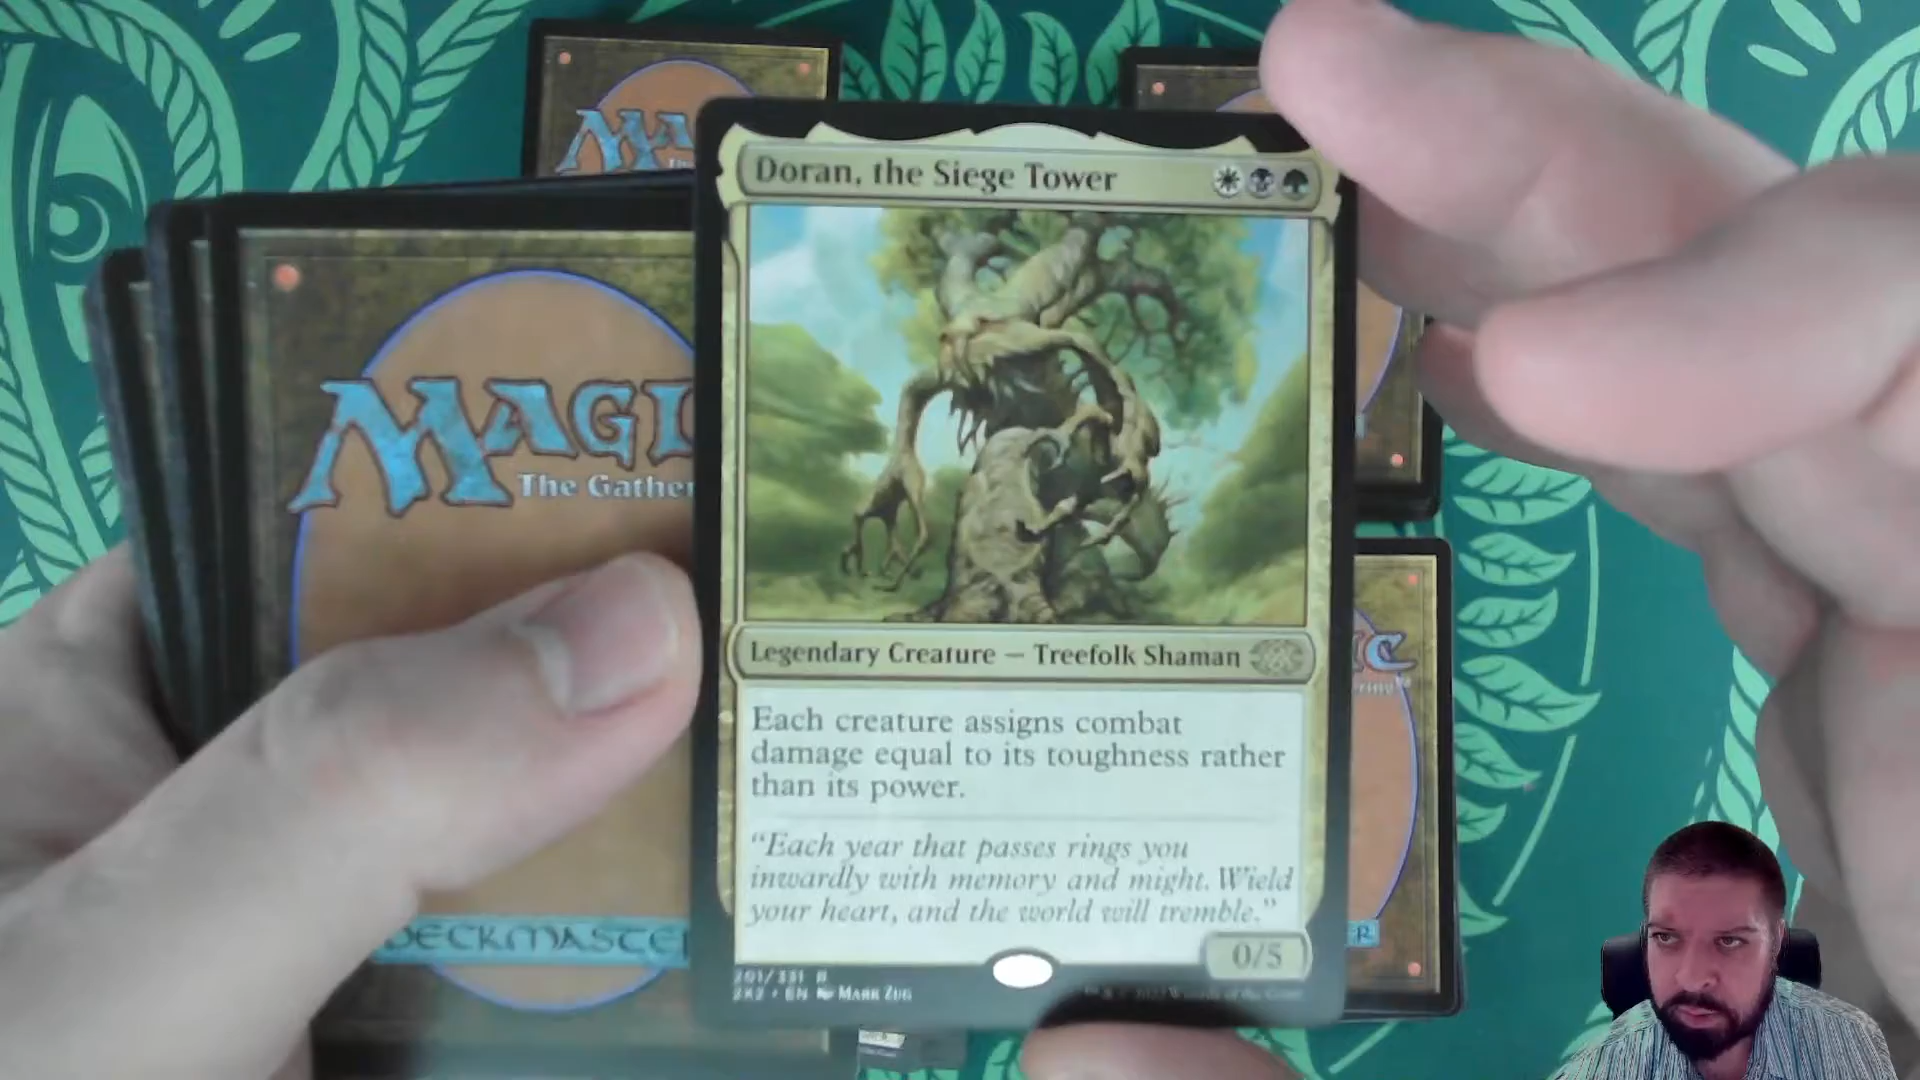 Doran, the Siege Tower
MAGI
The Gather
Legendary Creature — Treefolk Shaman
Each creature assigns combat
damage equal to its toughness rather
than its power.
"Each year that passes rings you
inwardly with memory and might. Wield
your heart, and the world will tremble."
0/5
201/331 R
2X2 • EN MARK ZUG
DECKMASTE